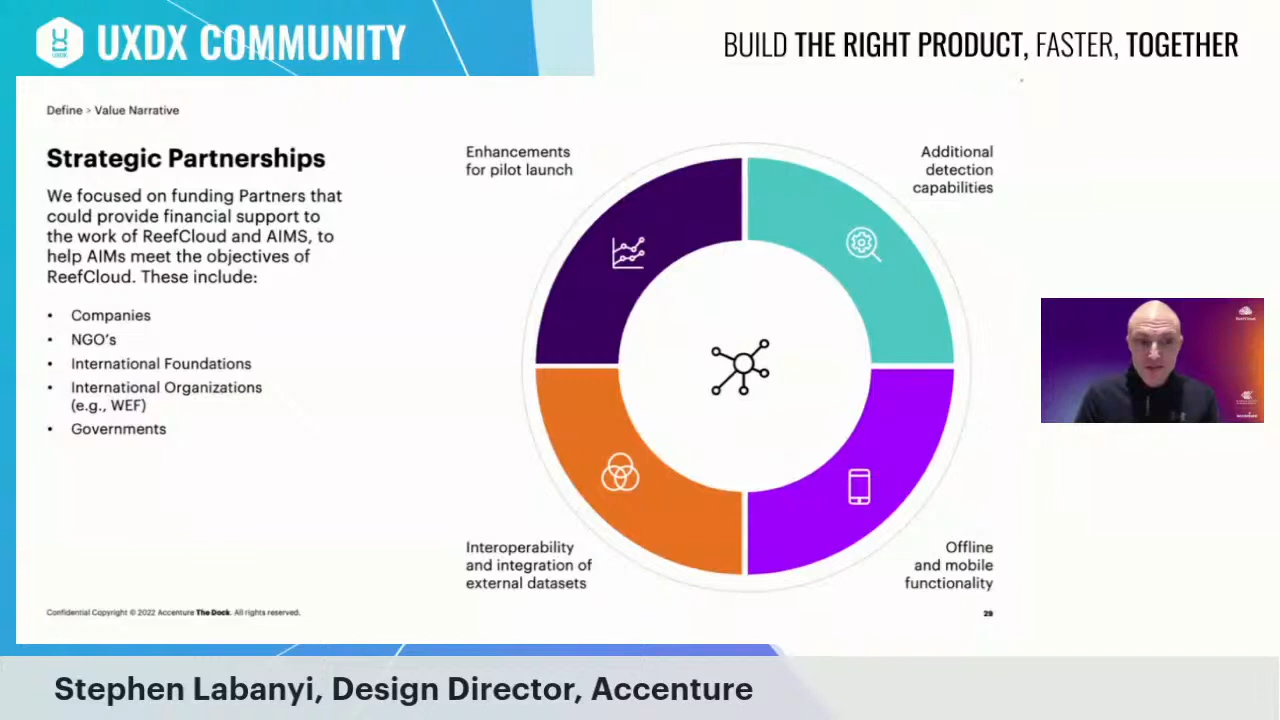 UXDX COMMUNITY
BUILD THE RIGHT PRODUCT, FASTER, TOGETHER
Define > Value Narrative
Strategic Partnerships
We focused on funding Partners that
could provide financial support to
the work of ReefCloud and AIMS, to
help AIMs meet the objectives of
ReefCloud. These include:
• Companies
• NGO's
• International Foundations
• International Organizations
(e.g., WEF)
• Governments
Enhancements
for pilot launch
Additional
detection
capabilities
Interoperability
and integration of
external datasets
Offline
and mobile
functionality
Confidential Copyright © 2022 Accenture The Dock. All rights reserved.
29
Stephen Labanyi, Design Director, Accenture